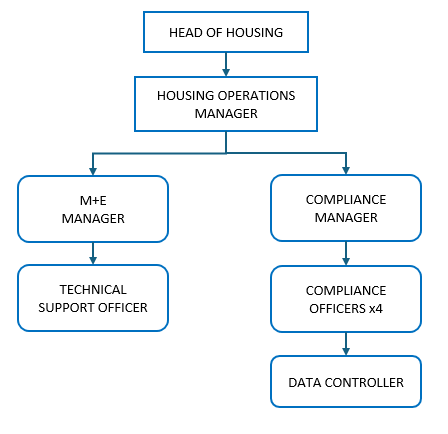 HEAD OF HOUSING
HOUSING OPERATIONS
MANAGER
M+E
MANAGER
COMPLIANCE
MANAGER
TECHNICAL
SUPPORT OFFICER
COMPLIANCE
OFFICERS x4
DATA CONTROLLER